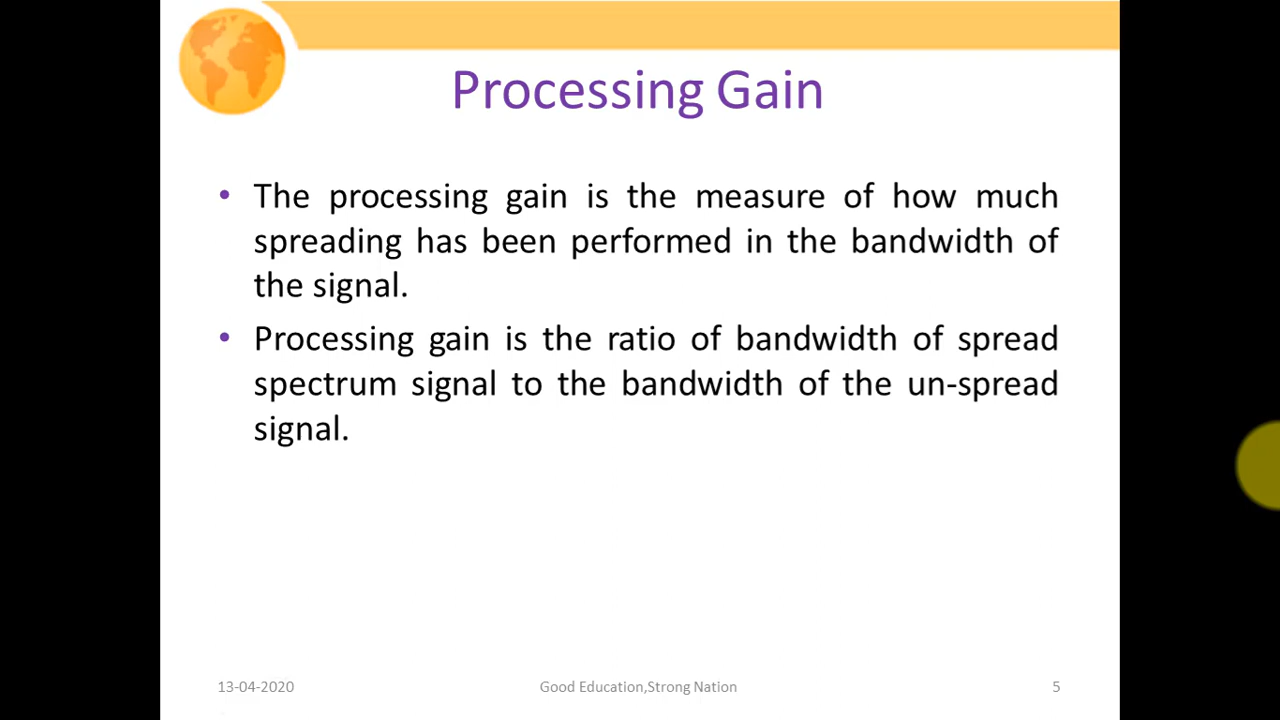 Processing Gain
• The processing gain is the measure of how much
spreading has been performed in the bandwidth of
the signal.
• Processing gain is the ratio of bandwidth of spread
spectrum signal to the bandwidth of the un-spread
signal.
13-04-2020
Good Education,Strong Nation
5